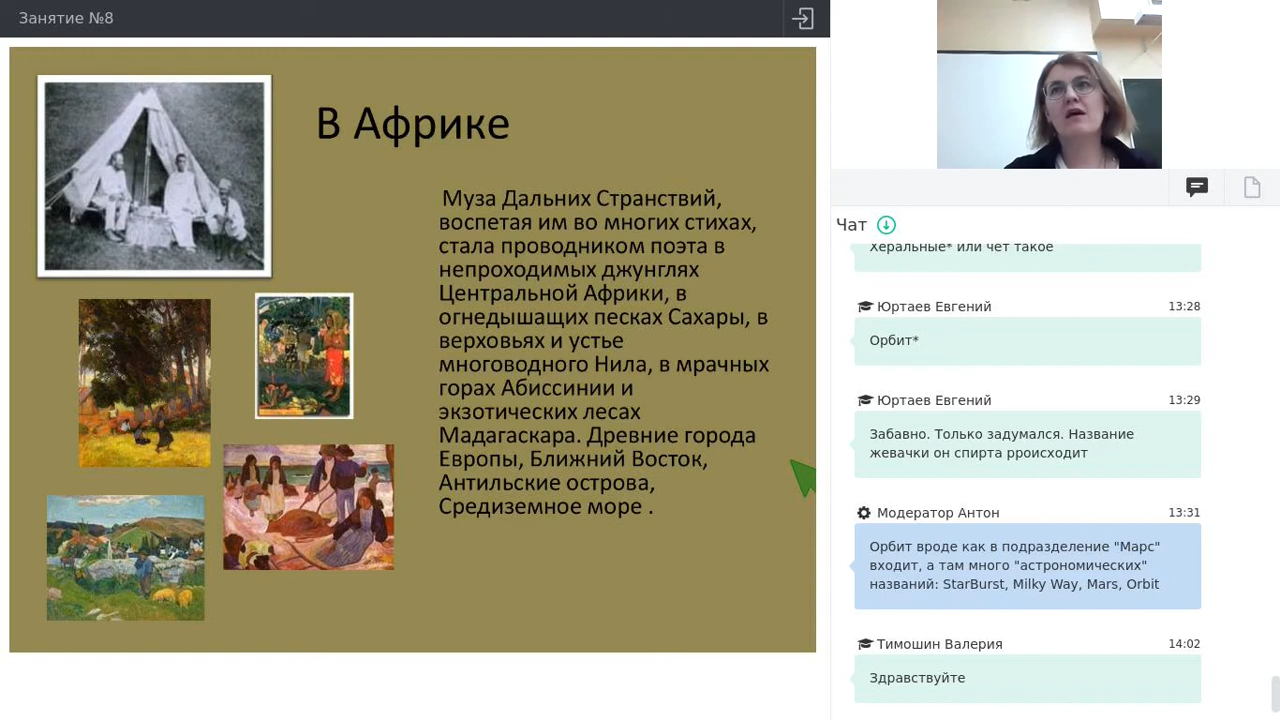 Занятие №8
В Африке
Муза Дальних Странствий,
воспетая им во многих стихах,
стала проводником поэта в
непроходимых джунглях
Центральной Африки, в
огнедышащих песках Сахары, в
верховьях и устье
многоводного Нила, в мрачных
горах Абиссинии и
экзотических лесах
Мадагаскара. Древние города
Европы, Ближний Восток,
Антильские острова,
Средиземное море .
Чат
Херальные* или чет такое
Юртаев Евгений 13:28
Орбит*
Юртаев Евгений 13:29
Забавно. Только задумался. Название
жевачки он спирта рроисходит
Модератор Антон 13:31
Орбит вроде как в подразделение "Марс"
входит, а там много "астрономических"
названий: StarBurst, Milky Way, Mars, Orbit
Тимошин Валерия 14:02
Здравствуйте